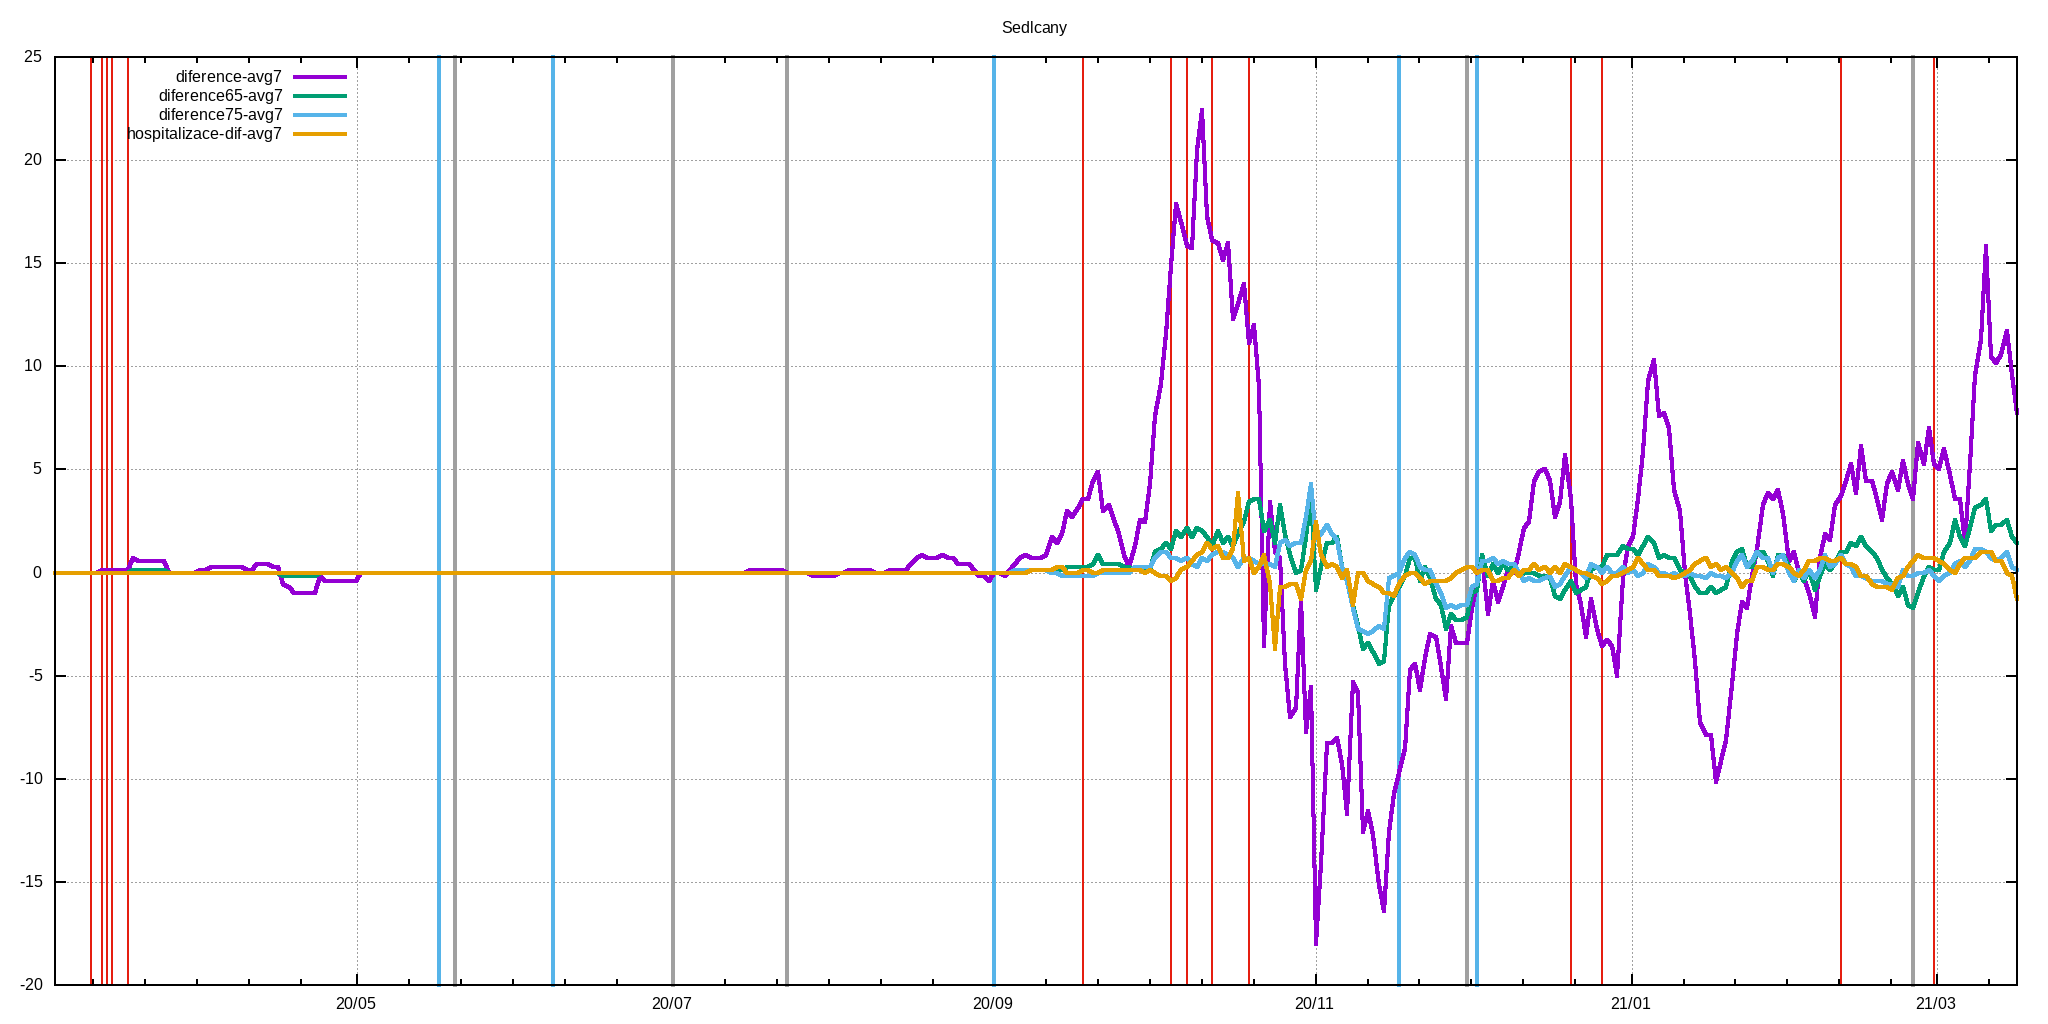 Sedlcany
25
diference-avg7
diference65-avg7
diference75-avg7
hospitalizace-dif-avg7
20
15
10
5
0
-5
-10
-15
-20
20/05 20/07 20/09 20/11 21/01 21/03